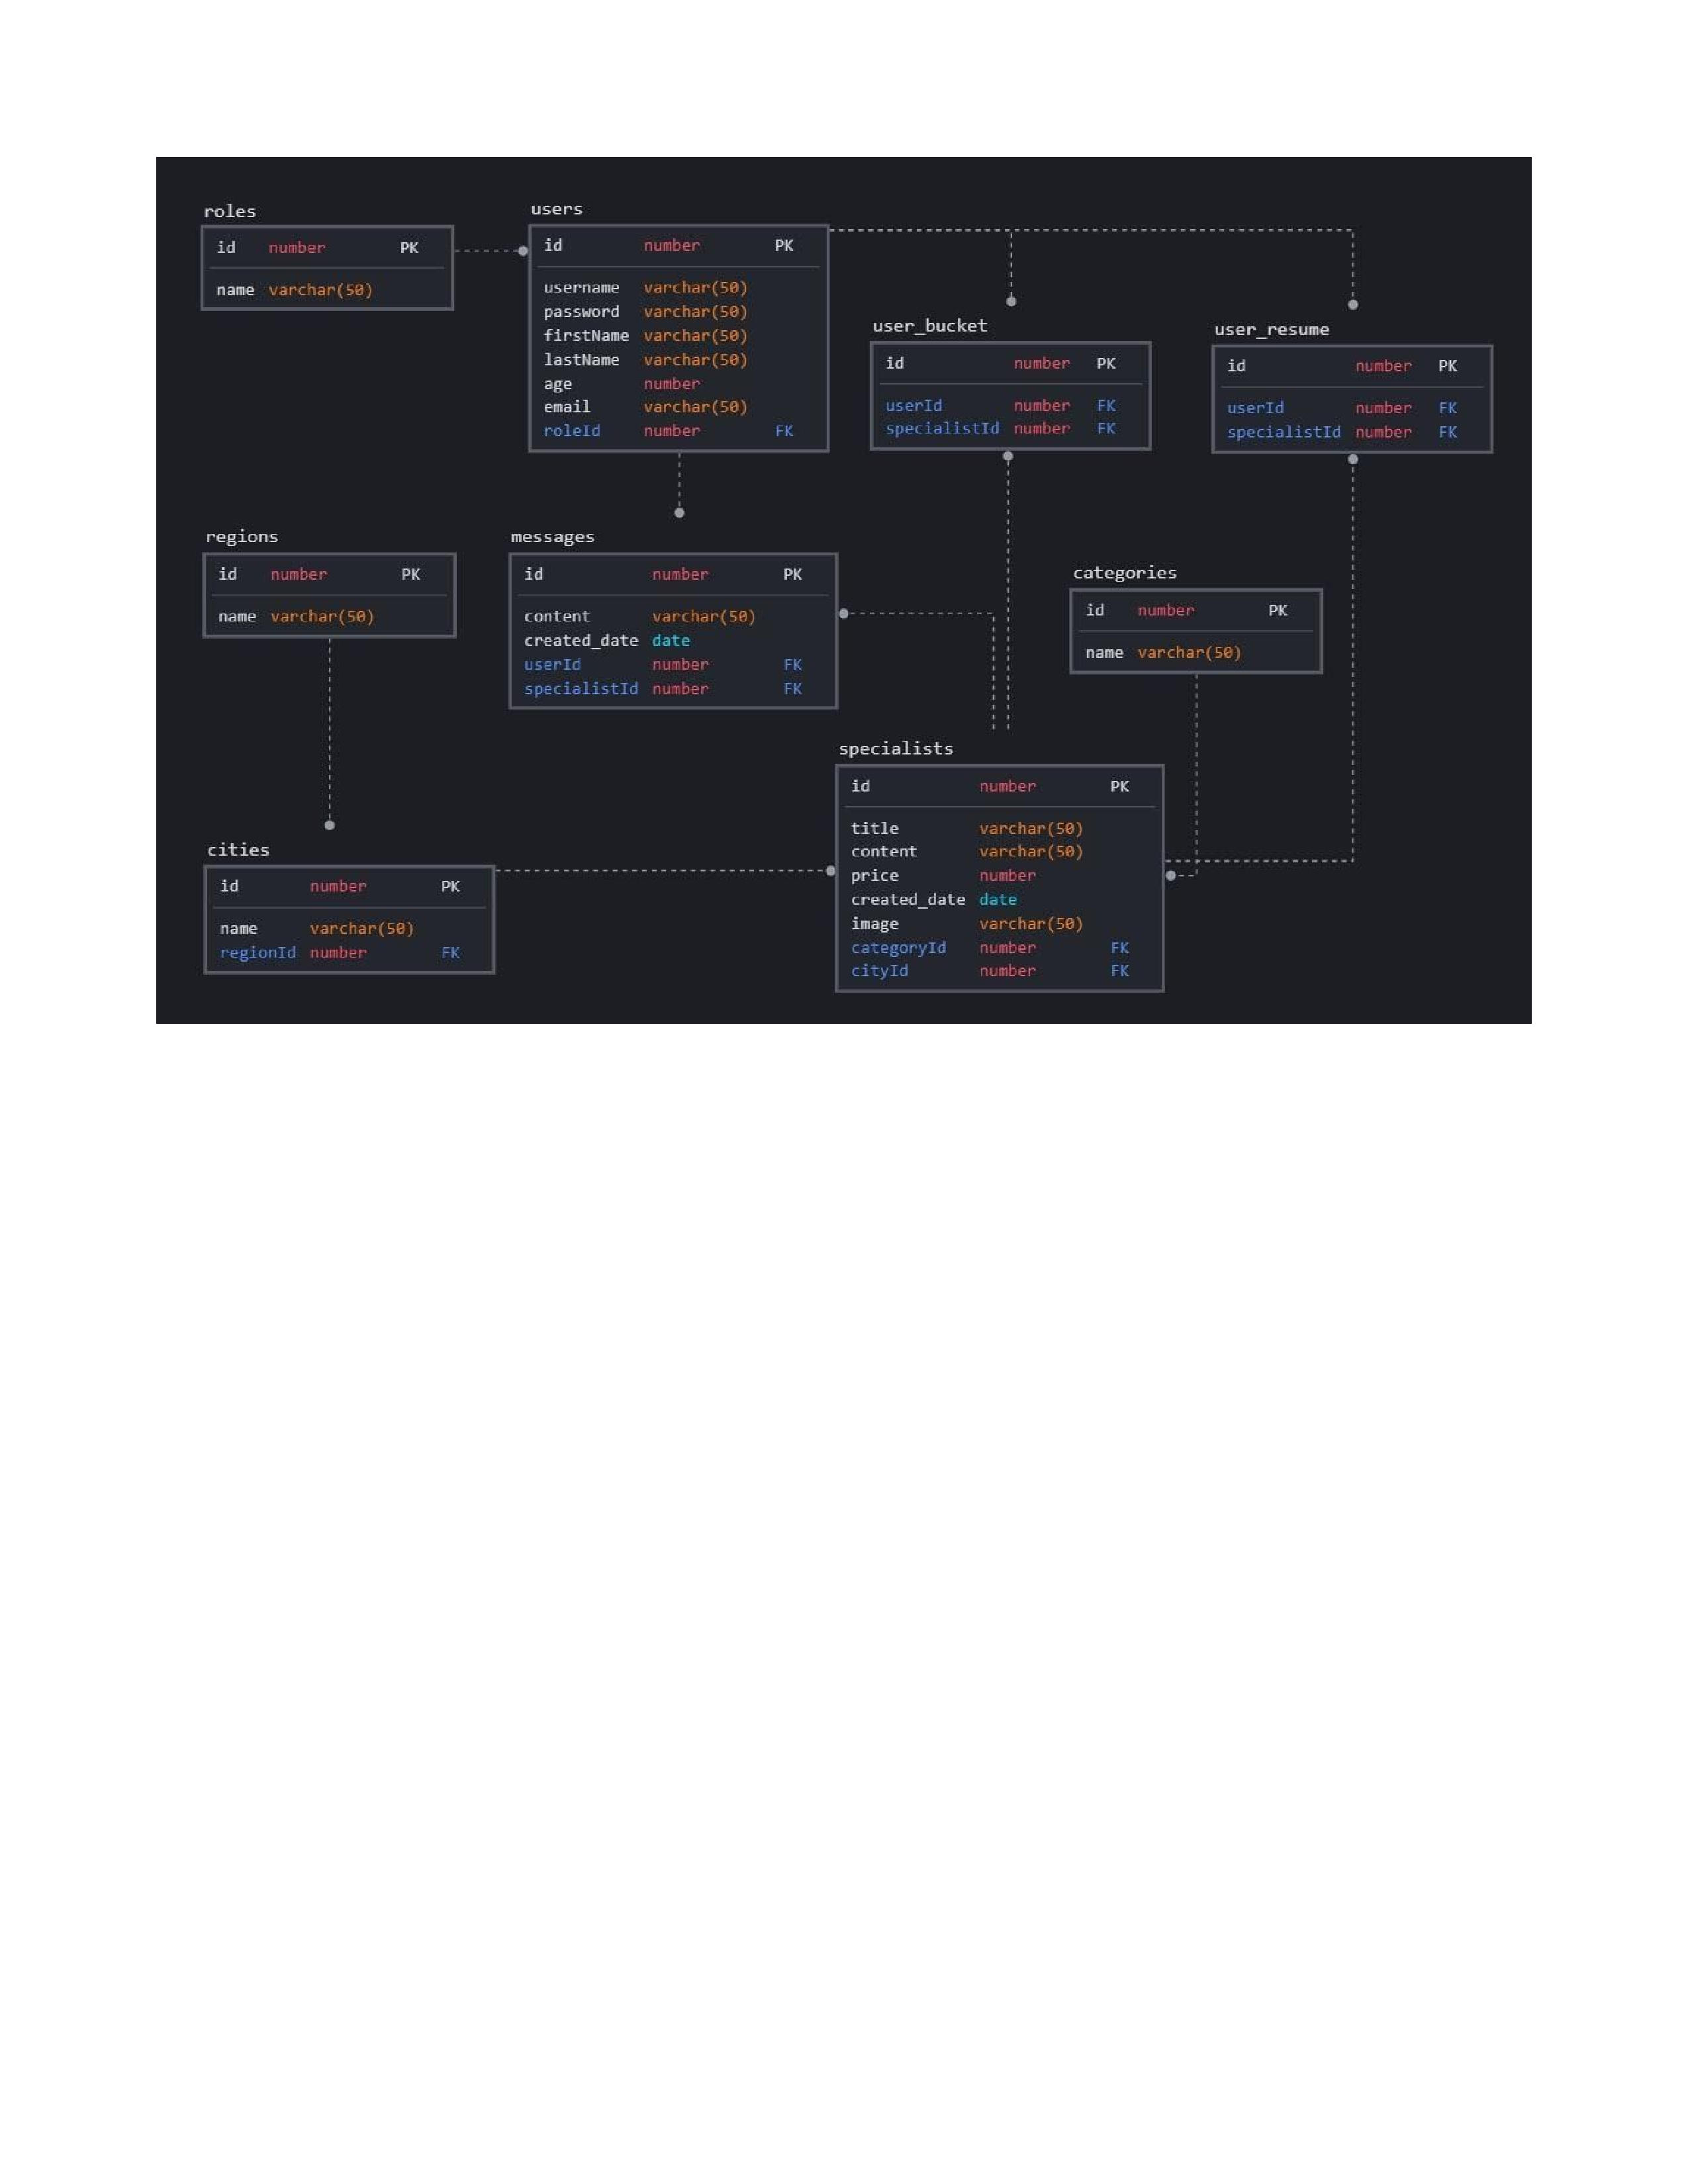 roles
id number PK
name varchar(50)
users
id number PK
username varchar(50)
password varchar(50)
firstName varchar(50)
lastName varchar(50)
age number
email varchar(50)
roleId number FK
user_bucket
id number PK
userId number FK
specialistId number FK
user_resume
id number PK
userId number FK
specialistId number FK
regions
id number PK
name varchar(50)
messages
id number PK
content varchar(50)
created_date date
userId number FK
specialistId number FK
categories
id number PK
name varchar(50)
specialists
id number PK
title varchar(50)
content varchar(50)
price number
created_date date
image varchar(50)
categoryId number FK
cityId number FK
cities
id number PK
name varchar(50)
regionId number FK